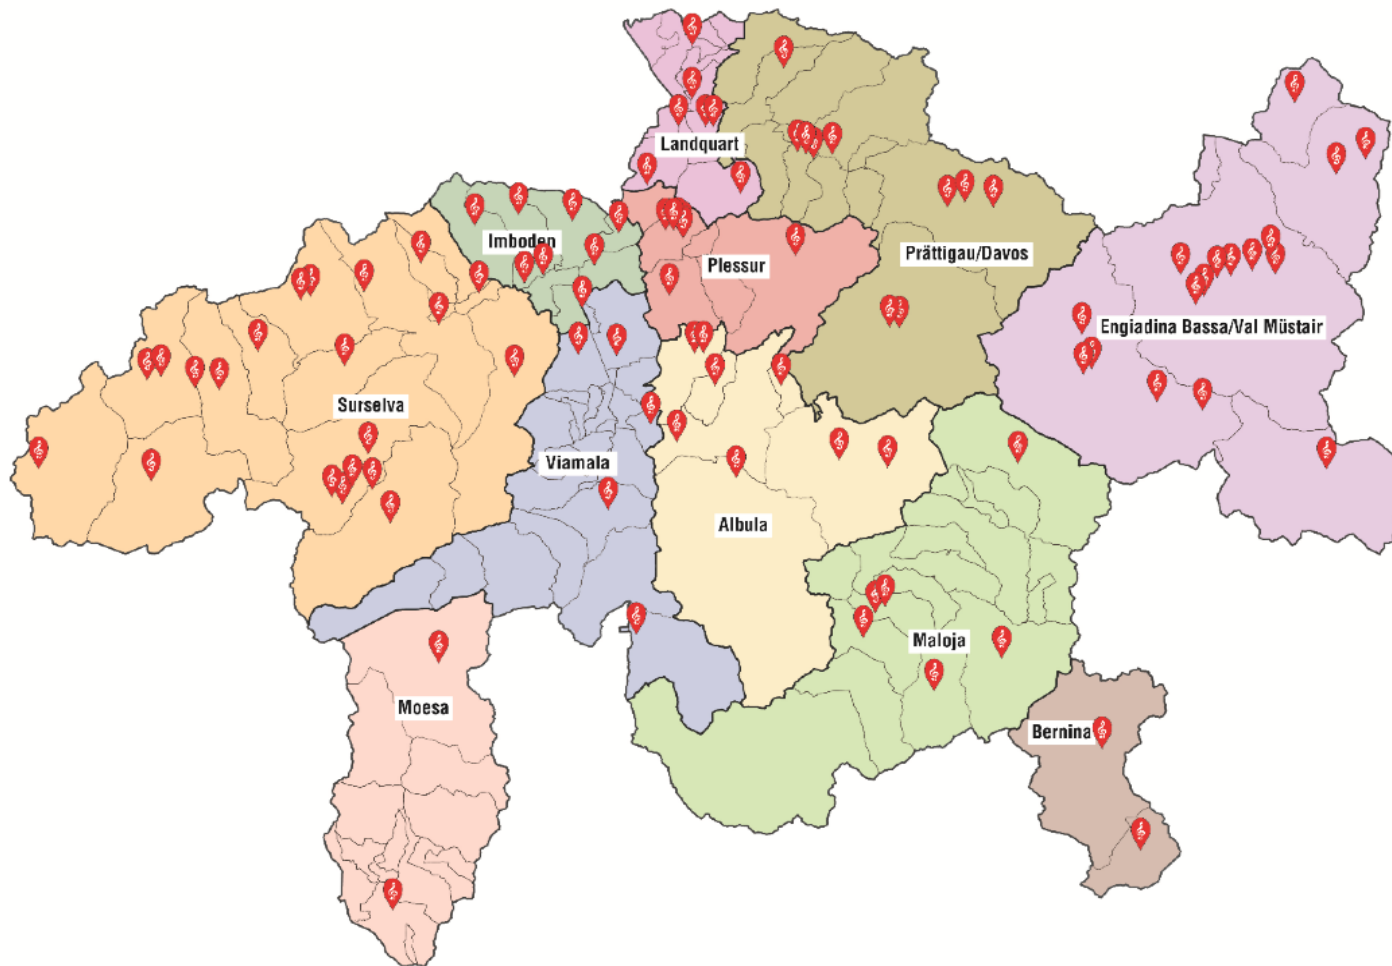 Landquart
Imboden
Plessur
Prättigau/Davos
Engiadina Bassa/Val Müstair
Surselva
Viamala
Albula
Maloja
Moesa
Bernina